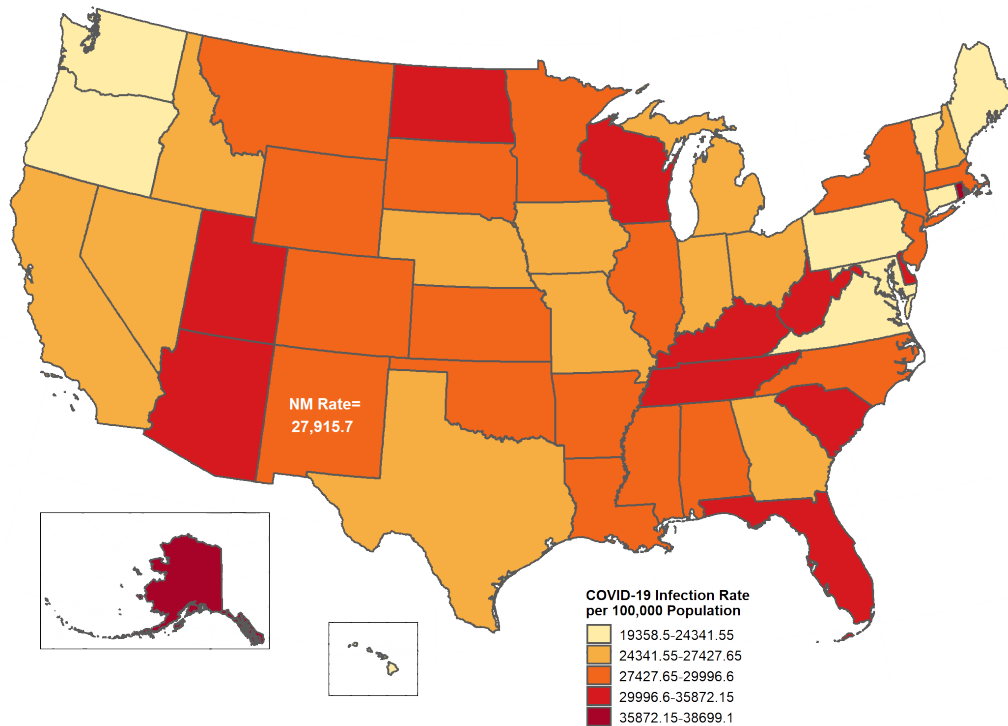 NM Rate=
27,915.7
COVID-19 Infection Rate
per 100,000 Population
19358.5-24341.55
24341.55-27427.65
27427.65-29996.6
29996.6-35872.15
35872.15-38699.1